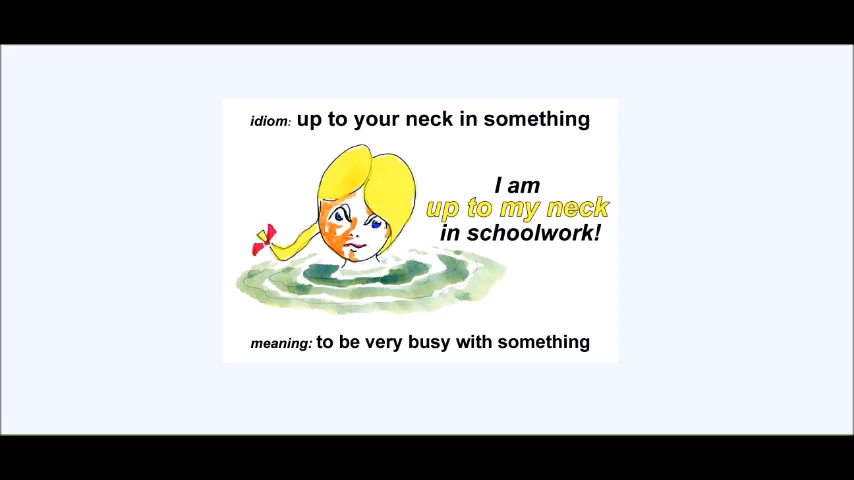 idiom: up to your neck in something
I am
up to my neck
in schoolwork!
meaning: to be very busy with something